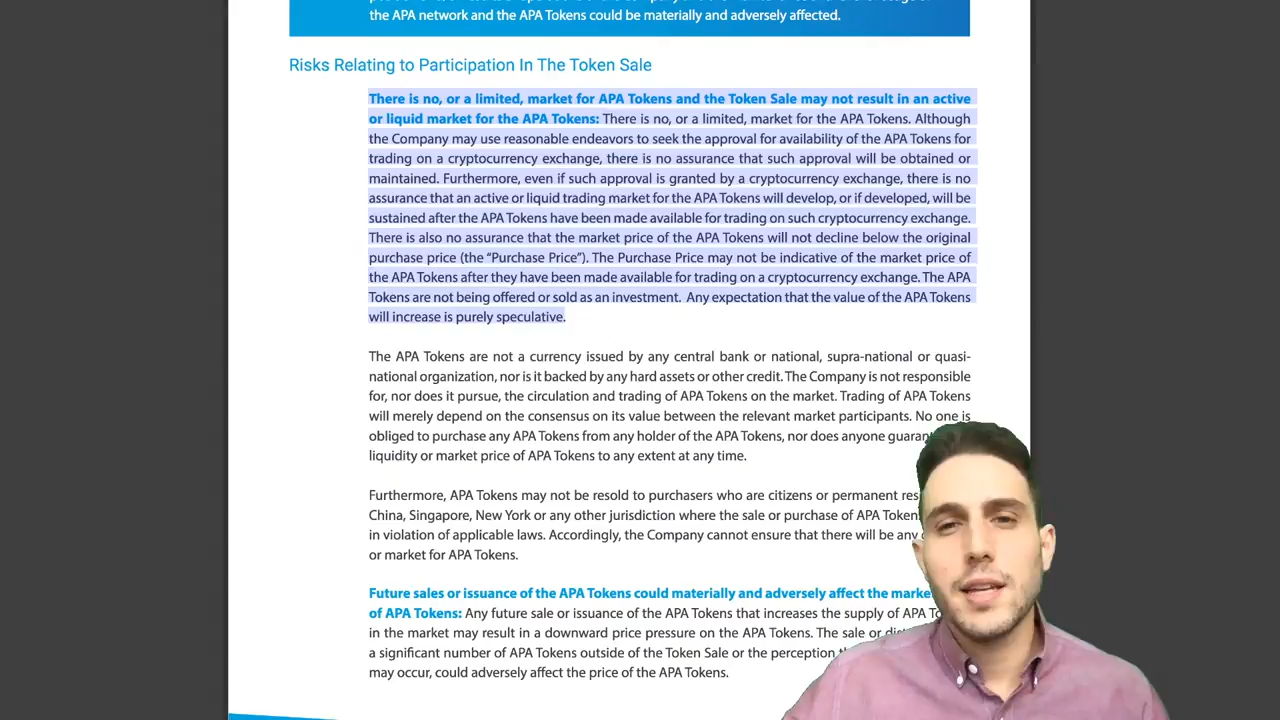 the APA network and the APA Tokens could be materially and adversely affected.
Risks Relating to Participation In The Token Sale
There is no, or a limited, market for APA Tokens and the Token Sale may not result in an active
or liquid market for the APA Tokens: There is no, or a limited, market for the APA Tokens. Although
the Company may use reasonable endeavors to seek the approval for availability of the APA Tokens for
trading on a cryptocurrency exchange, there is no assurance that such approval will be obtained or
maintained. Furthermore, even if such approval is granted by a cryptocurrency exchange, there is no
assurance that an active or liquid trading market for the APA Tokens will develop, or if developed, will be
sustained after the APA Tokens have been made available for trading on such cryptocurrency exchange.
There is also no assurance that the market price of the APA Tokens will not decline below the original
purchase price (the “Purchase Price”). The Purchase Price may not be indicative of the market price of
the APA Tokens after they have been made available for trading on a cryptocurrency exchange. The APA
Tokens are not being offered or sold as an investment. Any expectation that the value of the APA Tokens
will increase is purely speculative.
The APA Tokens are not a currency issued by any central bank or national, supra-national or quasi-
national organization, nor is it backed by any hard assets or other credit. The Company is not responsible
for, nor does it pursue, the circulation and trading of APA Tokens on the market. Trading of APA Tokens
will merely depend on the consensus on its value between the relevant market participants. No one is
obliged to purchase any APA Tokens from any holder of the APA Tokens, nor does anyone
liquidity or market price of APA Tokens to any extent at any time.
Furthermore, APA Tokens may not be resold to purchasers who are citizens or permanent
China, Singapore, New York or any other jurisdiction where the sale or purchase of APA
in violation of applicable laws. Accordingly, the Company cannot ensure that there will be any
or market for APA Tokens.
Future sales or issuance of the APA Tokens could materially and adversely affect the
of APA Tokens: Any future sale or issuance of the APA Tokens that increases the supply of APA
in the market may result in a downward price pressure on the APA Tokens. The sale or
a significant number of APA Tokens outside of the Token Sale or the perception
may occur, could adversely affect the price of the APA Tokens.